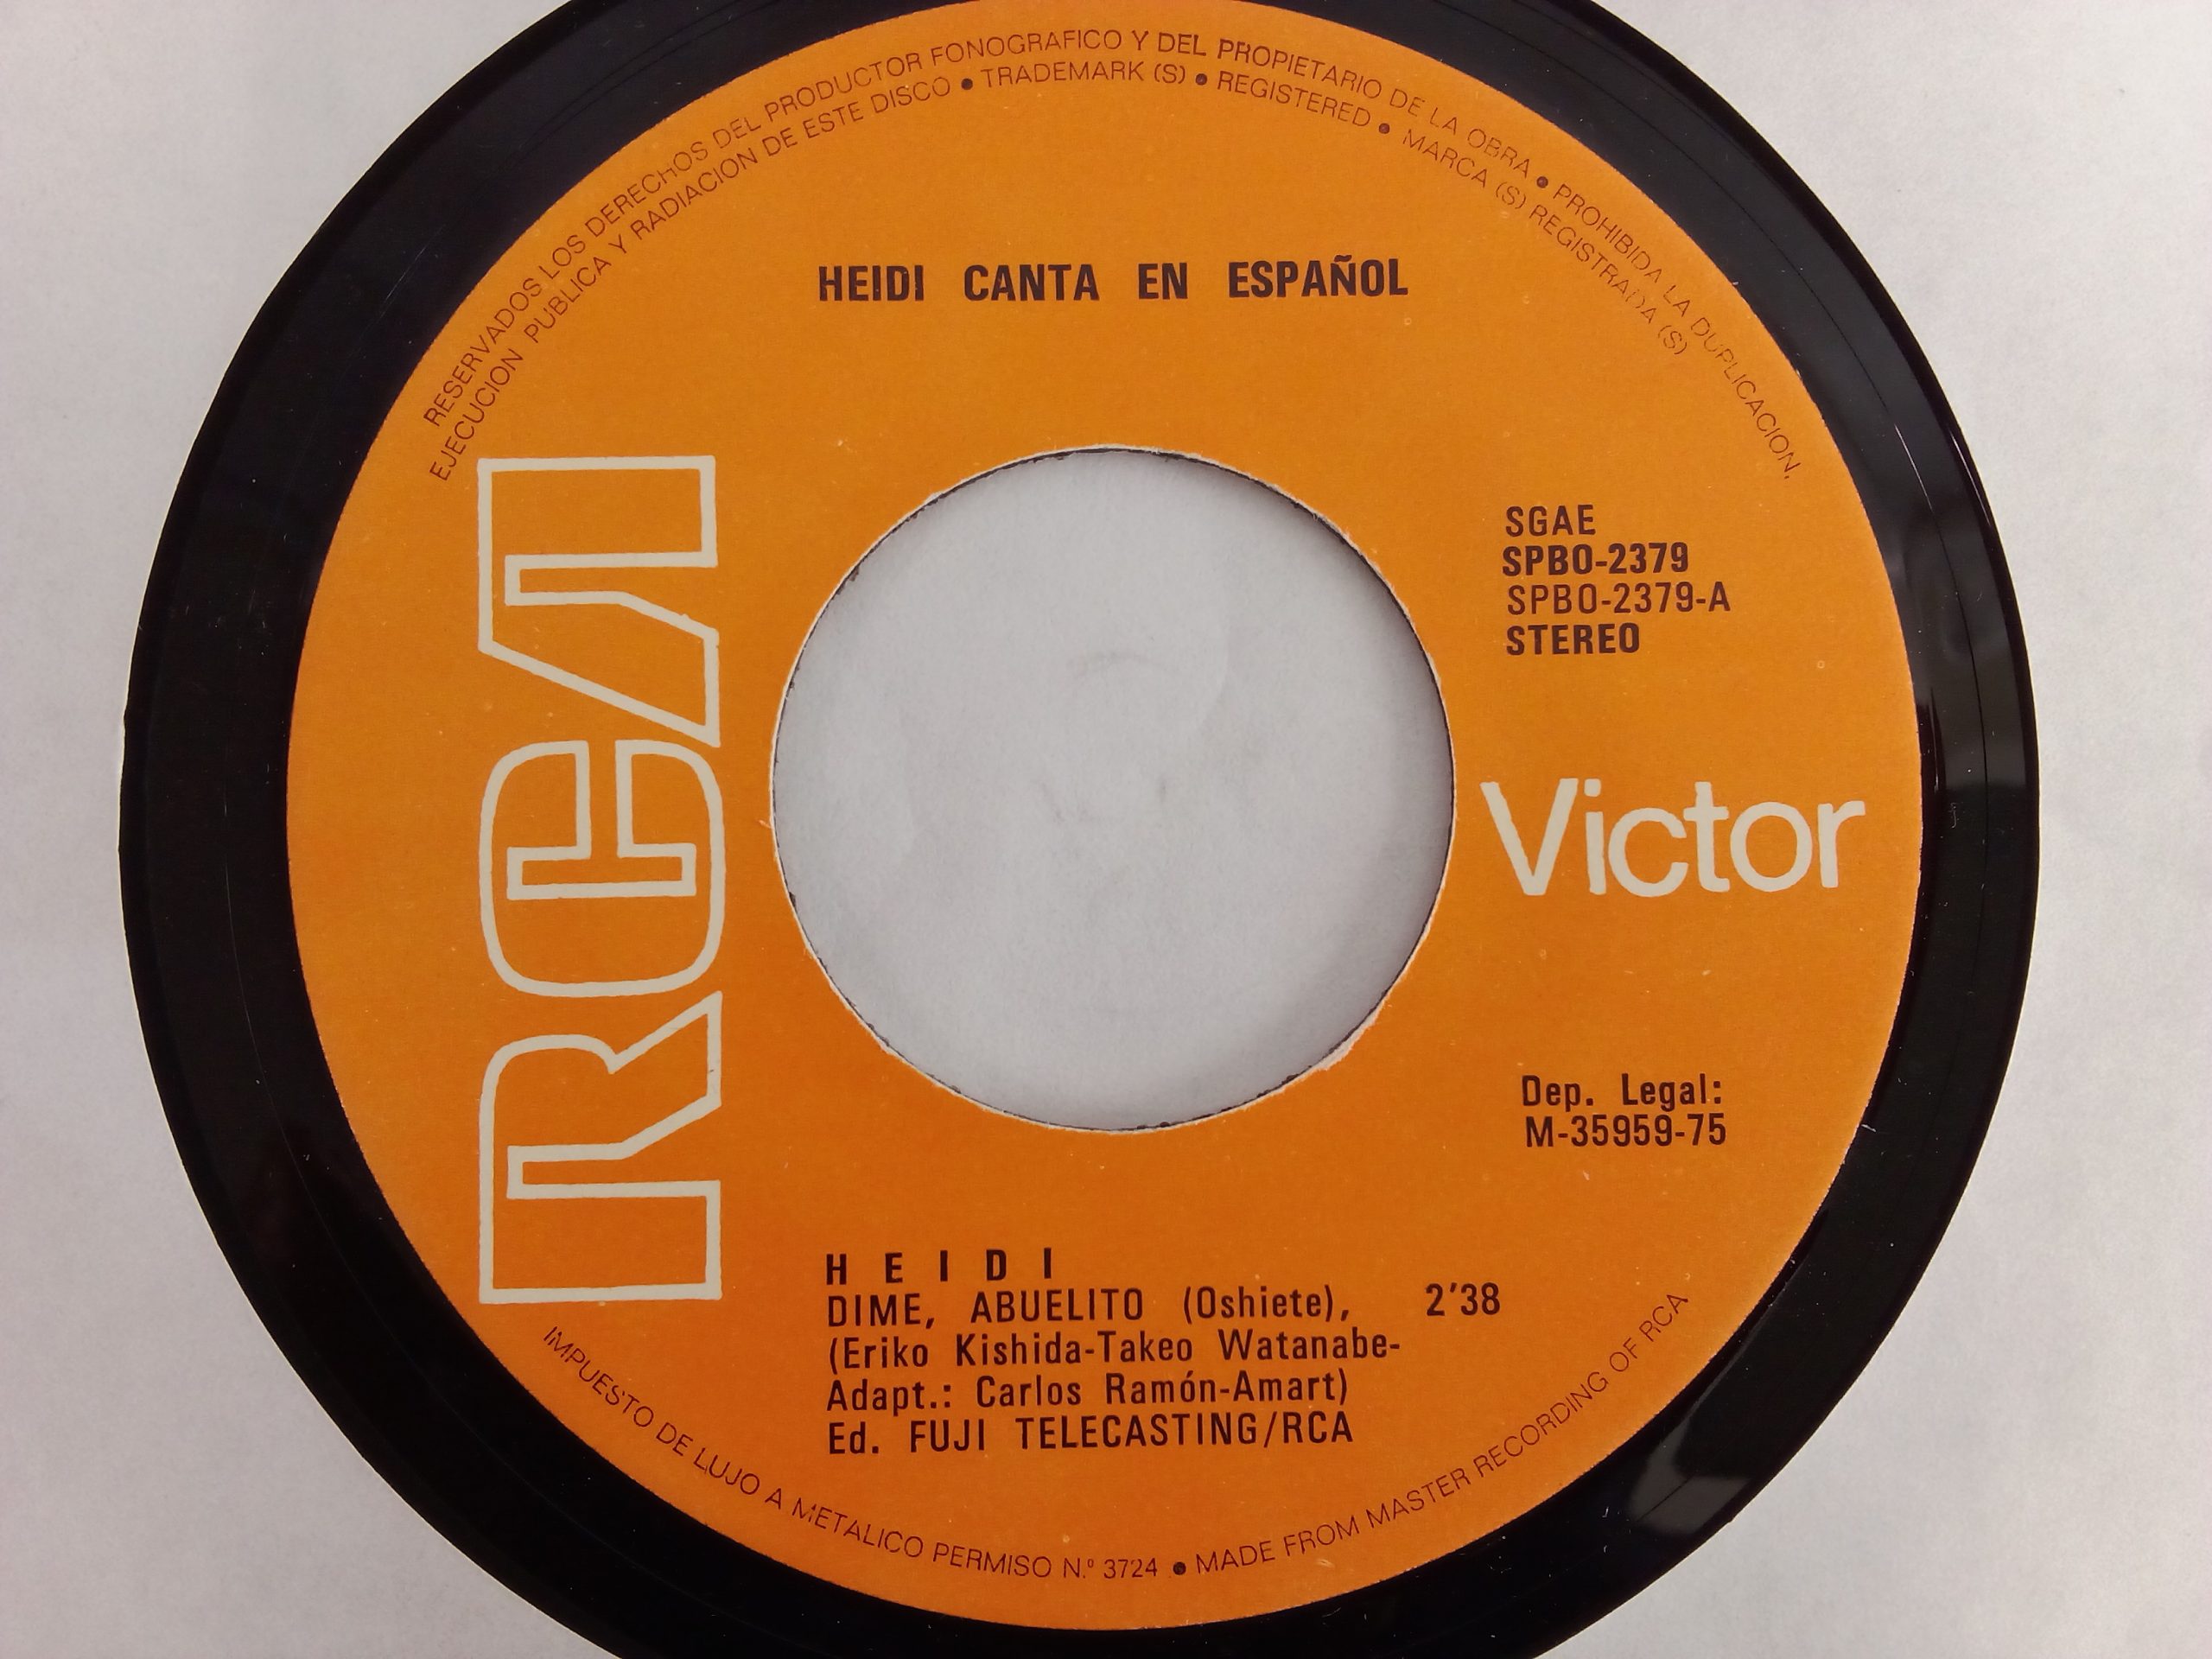 RESERVADOS LOS DERECHOS DEL PRODUCTOR FONOGRAFICO Y DEL PROPIETARIO DE LA OBRA • PROHIBIDA LA DUPLICACION,
EJECUCION PUBLICA Y RADIACION DE ESTE DISCO • TRADEMARK (S) • REGISTERED • MARCA (S) REGISTRADA (S)
HEIDI CANTA EN ESPAÑOL
RCA
SGAE
SPBO-2379
SPBO-2379-A
STEREO
Victor
Dep. Legal:
M-35959-75
HEIDI
DIME, ABUELITO (Oshiete), 2'38
(Eriko Kishida-Takeo Watanabe-
Adapt.: Carlos Ramón-Amart)
Ed. FUJI TELECASTING/RCA
IMPUESTO DE LUJO A METALICO PERMISO N.º 3724 • MADE FROM MASTER RECORDING OF RCA